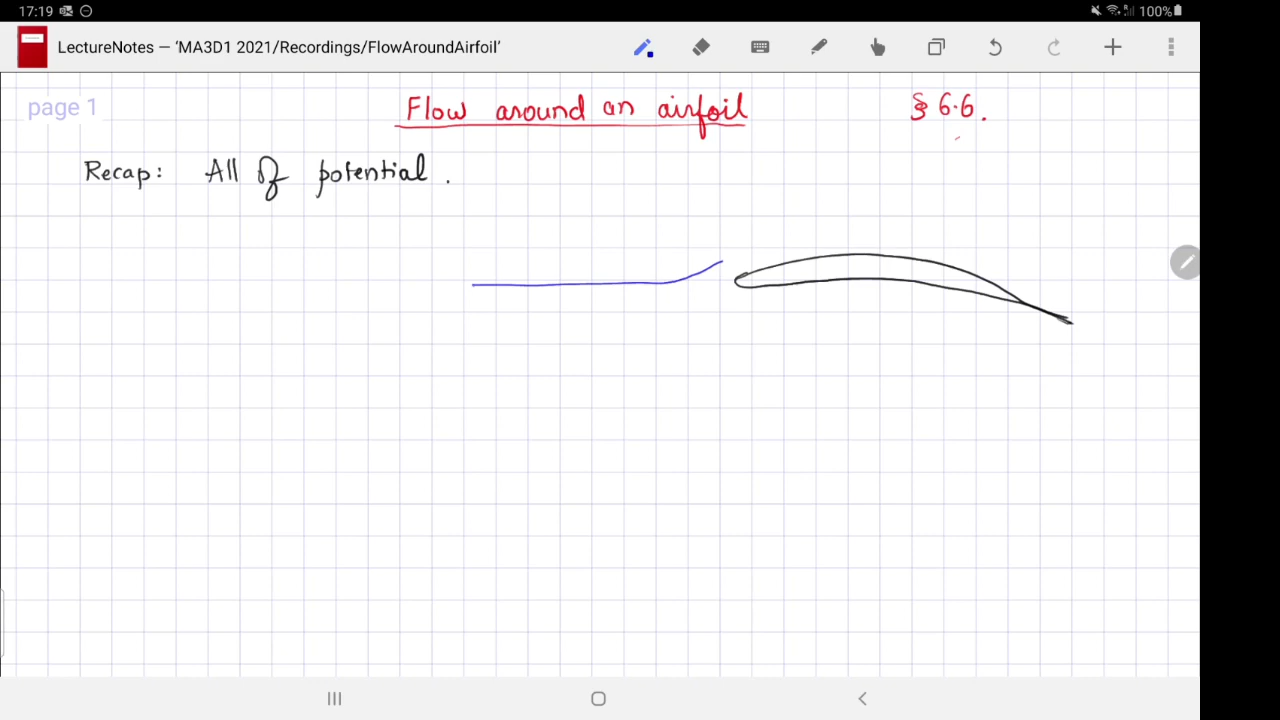 17:19 100%
LectureNotes — ‘MA3D1 2021/Recordings/FlowAroundAirfoil’
page 1
Flow around an airfoil § 6.6.
Recap: All of potential.